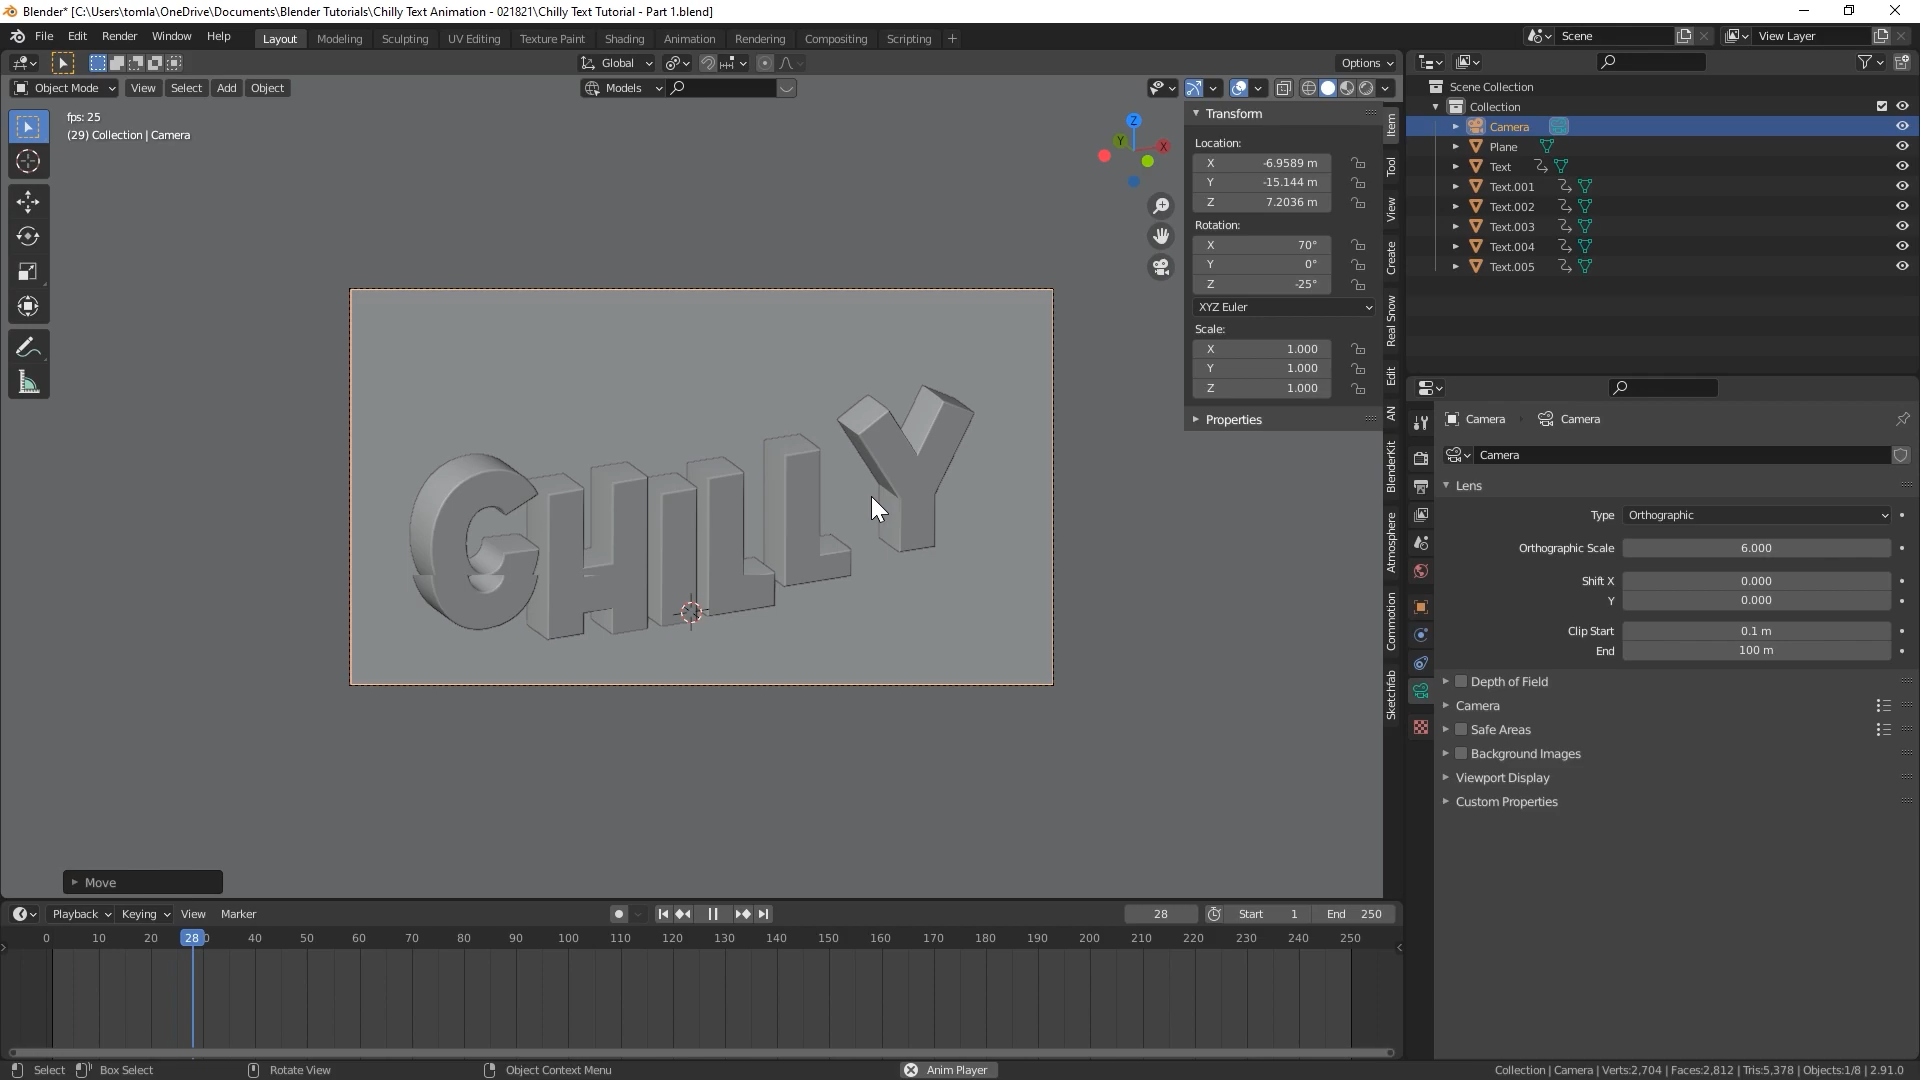 Blender* [C:\Users\tomla\OneDrive\Documents\Blender Tutorials\Chilly Text Animation - 021821\Chilly Text Tutorial - Part 1.blend]
File Edit Render Window Help
Layout Modeling Sculpting UV Editing Texture Paint Shading Animation Rendering Compositing Scripting +
Scene
View Layer
Global
Options
Object Mode View Select Add Object
Models
fps: 25
(29) Collection | Camera
Z
Y
X
Transform
Location:
X -6.9589 m
Y -15.144 m
Z 7.2036 m
Rotation:
X 70°
Y 0°
Z -25°
XYZ Euler
Scale:
X 1.000
Y 1.000
Z 1.000
Properties
Item
Tool
View
Create
Real Snow
Edit
AN
BlenderKit
Atmosphere
Commotion
Sketchfab
CHILLY
Move
Scene Collection
Collection
Camera
Plane
Text
Text.001
Text.002
Text.003
Text.004
Text.005
Camera Camera
Camera
Lens
Type Orthographic
Orthographic Scale 6.000
Shift X 0.000
Y 0.000
Clip Start 0.1 m
End 100 m
Depth of Field
Camera
Safe Areas
Background Images
Viewport Display
Custom Properties
Playback Keying View Marker
28
Start 1
End 250
0 10 20 28 0 40 50 60 70 80 90 100 110 120 130 140 150 160 170 180 190 200 210 220 230 240 250
Select Box Select Rotate View Object Context Menu
Anim Player
Collection | Camera | Verts:2,704 | Faces:2,812 | Tris:5,378 | Objects:1/8 | 2.91.0